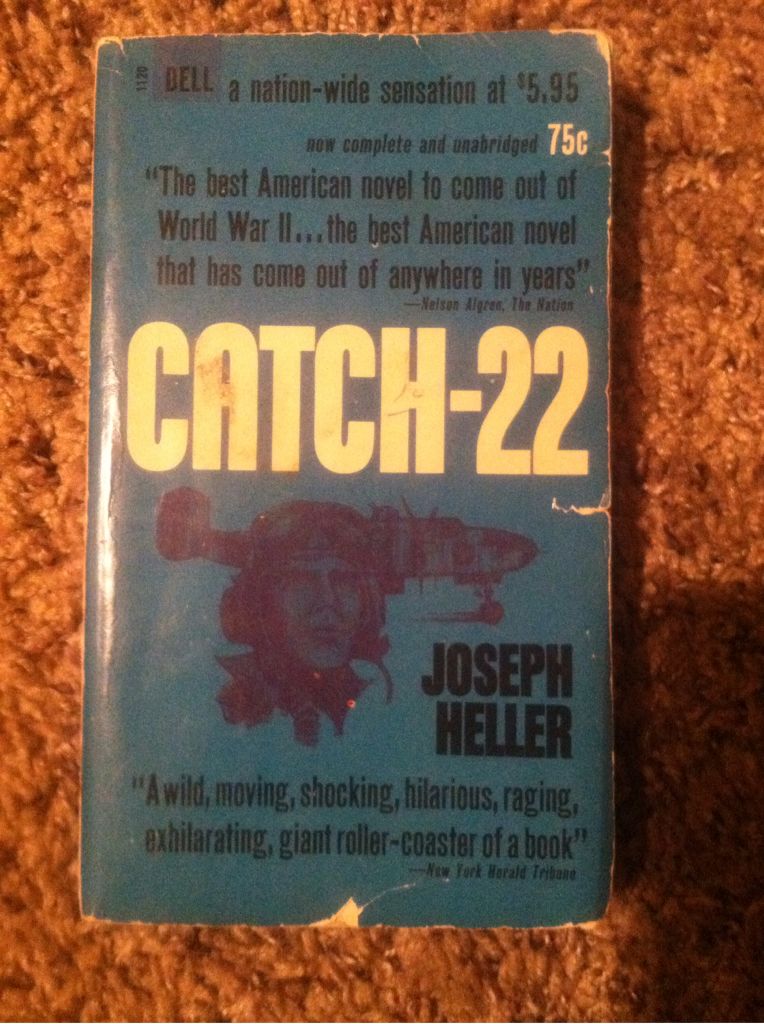 1120
DELL a nation-wide sensation at $5.95
now complete and unabridged 75c
"The best American novel to come out of
World War II...the best American novel
that has come out of anywhere in years"
—Nelson Algren, The Nation
CATCH-22
JOSEPH
HELLER
"A wild, moving, shocking, hilarious, raging,
exhilarating, giant roller-coaster of a book"
—New York Herald Tribune